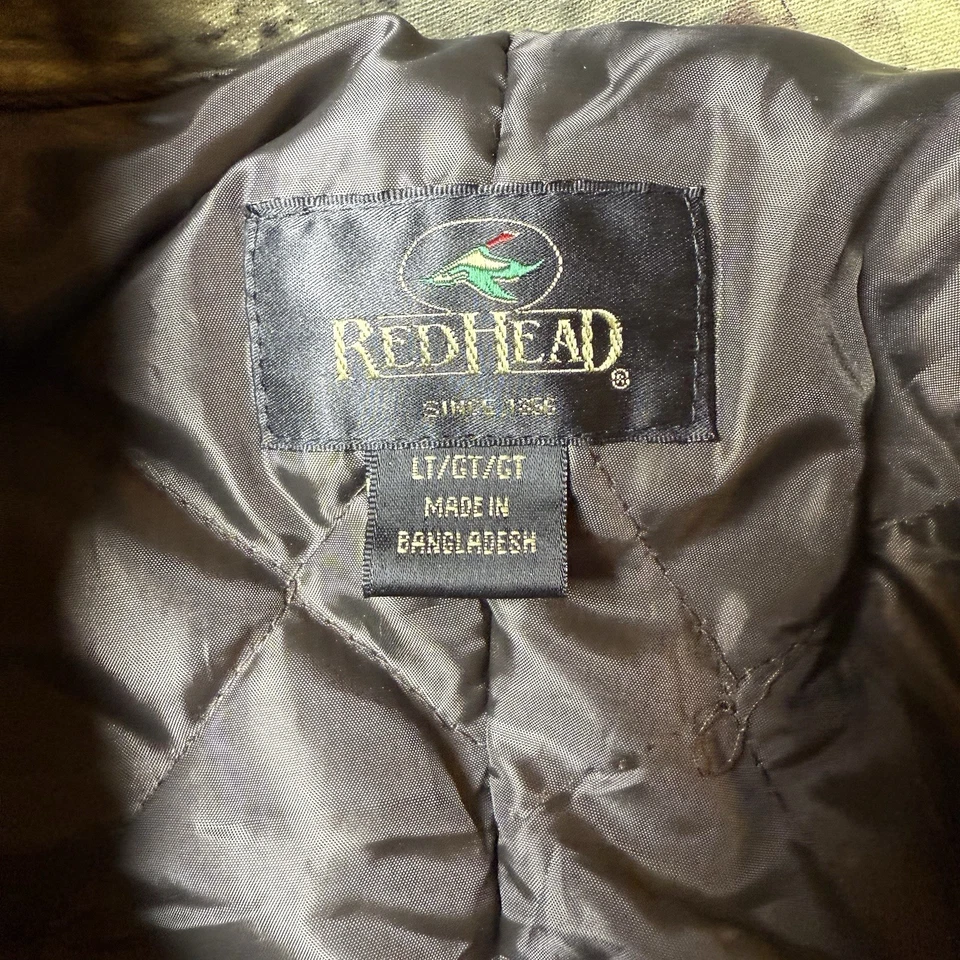 REDHEAD®
SINCE 1856
LT/GT/GT
MADE IN
BANGLADESH